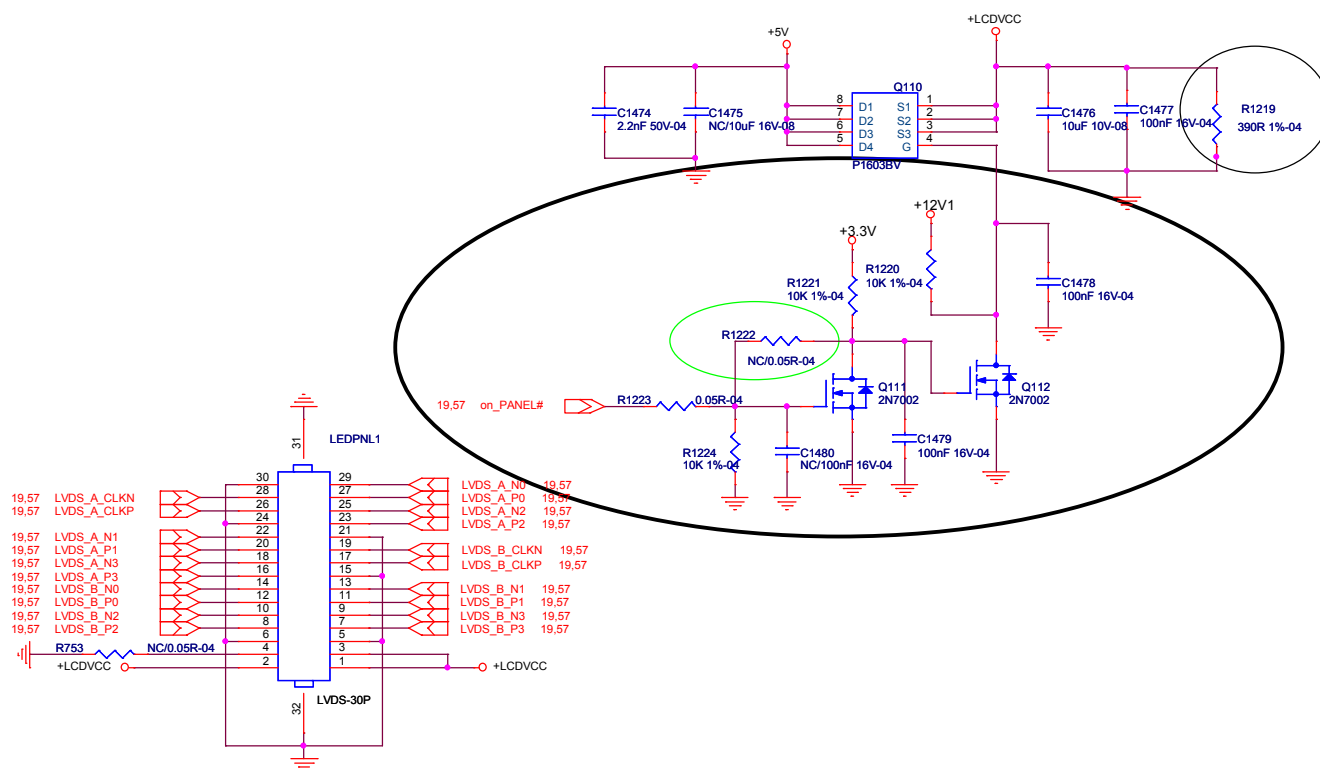 +LCDVCC
+5V
Q110
C1474
2.2nF 50V-04
C1475
NC/10uF 16V-08
8 D1 S1 1
7 D2 S2 2
6 D3 S3 3
5 D4 G 4
P1603BV
C1476
10uF 10V-08
C1477
100nF 16V-04
R1219
390R 1%-04
+12V1
+3.3V
R1221
10K 1%-04
R1220
10K 1%-04
C1478
100nF 16V-04
R1222
NC/0.05R-04
Q111
2N7002
Q112
2N7002
19,57 on_PANEL#
R1223 0.05R-04
R1224
10K 1%-04
C1480
NC/100nF 16V-04
C1479
100nF 16V-04
31
LEDPNL1
30 29 LVDS_A_N0 19,57
19,57 LVDS_A_CLKN 28 27 LVDS_A_P0 19,57
19,57 LVDS_A_CLKP 26 25 LVDS_A_N2 19,57
24 23 LVDS_A_P2 19,57
19,57 LVDS_A_N1 22 21
19,57 LVDS_A_P1 20 19 LVDS_B_CLKN 19,57
19,57 LVDS_A_N3 18 17 LVDS_B_CLKP 19,57
19,57 LVDS_A_P3 16 15
19,57 LVDS_B_N0 14 13 LVDS_B_N1 19,57
19,57 LVDS_B_P0 12 11 LVDS_B_P1 19,57
19,57 LVDS_B_N2 10 9 LVDS_B_N3 19,57
19,57 LVDS_B_P2 8 7 LVDS_B_P3 19,57
6 5
R753 NC/0.05R-04 4 3
+LCDVCC 2 1 +LCDVCC
32
LVDS-30P